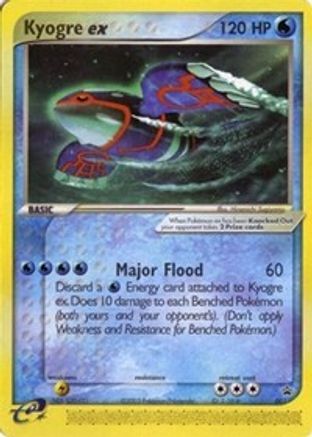 Kyogre ex 120 HP
BASIC
When Pokémon-ex has been Knocked Out,
your opponent takes 2 Prize cards.
Major Flood 60
Discard a Energy card attached to Kyogre
ex. Does 10 damage to each Benched Pokémon
(both yours and your opponent's). (Don't apply
Weakness and Resistance for Benched Pokémon.)
weakness resistance retreat cost
e